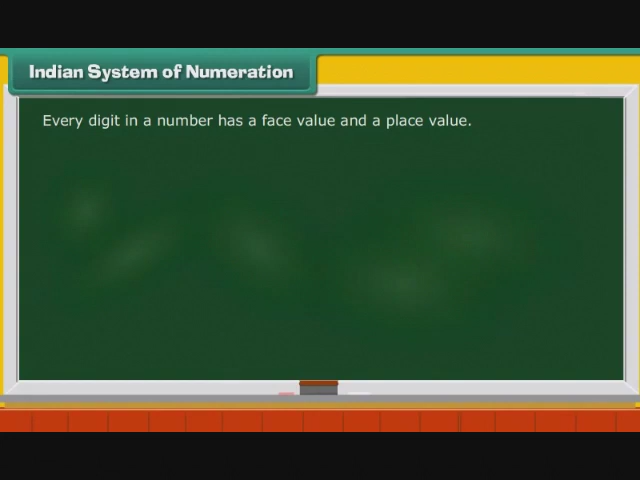 Indian System of Numeration
Every digit in a number has a face value and a place value.